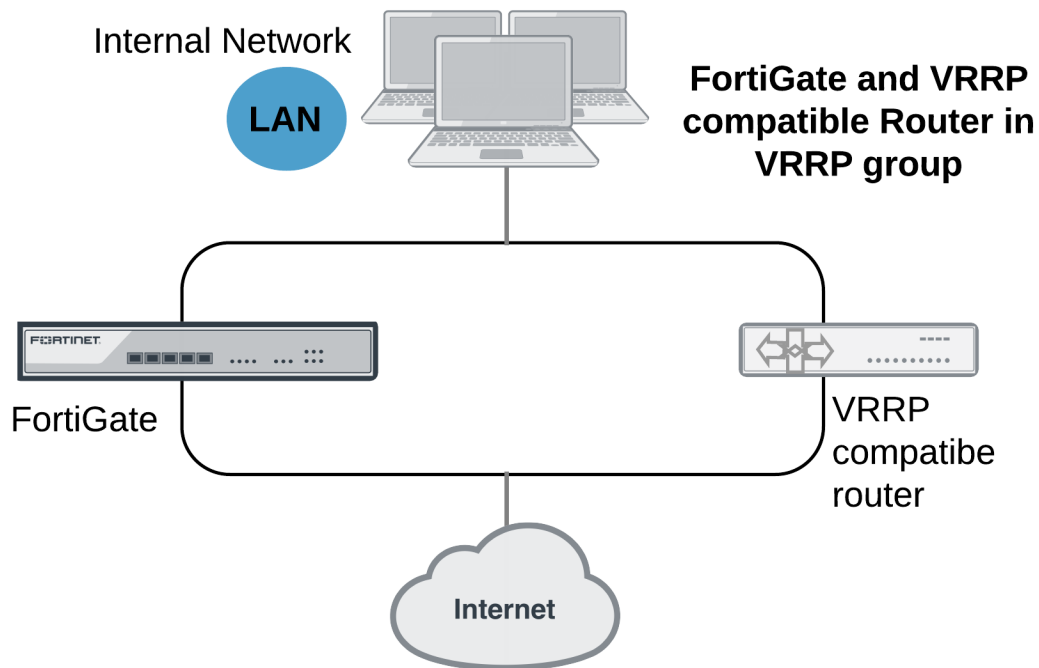 Internal Network
LAN
FortiGate and VRRP
compatible Router in
VRRP group
FORTINET
FortiGate
VRRP
compatibe
router
Internet